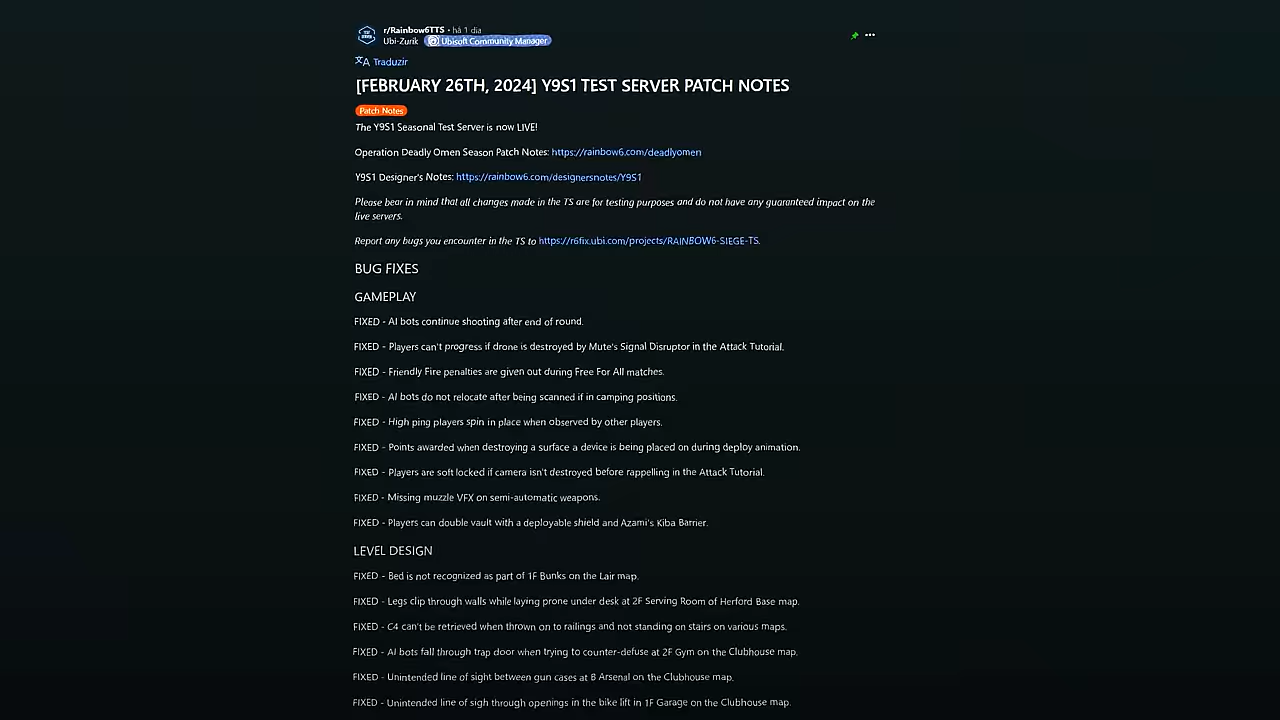 r/Rainbow6TTS • há 1 dia
Ubi-Zurik Ubisoft Community Manager
Traduzir
[FEBRUARY 26TH, 2024] Y9S1 TEST SERVER PATCH NOTES
Patch Notes
The Y9S1 Seasonal Test Server is now LIVE!
Operation Deadly Omen Season Patch Notes: https://rainbow6.com/deadlyomen
Y9S1 Designer's Notes: https://rainbow6.com/designersnotes/Y9S1
Please bear in mind that all changes made in the TS are for testing purposes and do not have any guaranteed impact on the
live servers.
Report any bugs you encounter in the TS to https://r6fix.ubi.com/projects/RAINBOW6-SIEGE-TS.
BUG FIXES
GAMEPLAY
FIXED - AI bots continue shooting after end of round.
FIXED - Players can't progress if drone is destroyed by Mute's Signal Disruptor in the Attack Tutorial.
FIXED - Friendly Fire penalties are given out during Free For All matches.
FIXED - AI bots do not relocate after being scanned if in camping positions.
FIXED - High ping players spin in place when observed by other players.
FIXED - Points awarded when destroying a surface a device is being placed on during deploy animation.
FIXED - Players are soft locked if camera isn't destroyed before rappelling in the Attack Tutorial.
FIXED - Missing muzzle VFX on semi-automatic weapons.
FIXED - Players can double vault with a deployable shield and Azami's Kiba Barrier.
LEVEL DESIGN
FIXED - Bed is not recognized as part of 1F Bunks on the Lair map.
FIXED - Legs clip through walls while laying prone under desk at 2F Serving Room of Herford Base map.
FIXED - C4 can't be retrieved when thrown on to railings and not standing on stairs on various maps.
FIXED - AI bots fall through trap door when trying to counter-defuse at 2F Gym on the Clubhouse map.
FIXED - Unintended line of sight between gun cases at B Arsenal on the Clubhouse map.
FIXED - Unintended line of sigh through openings in the bike lift in 1F Garage on the Clubhouse map.